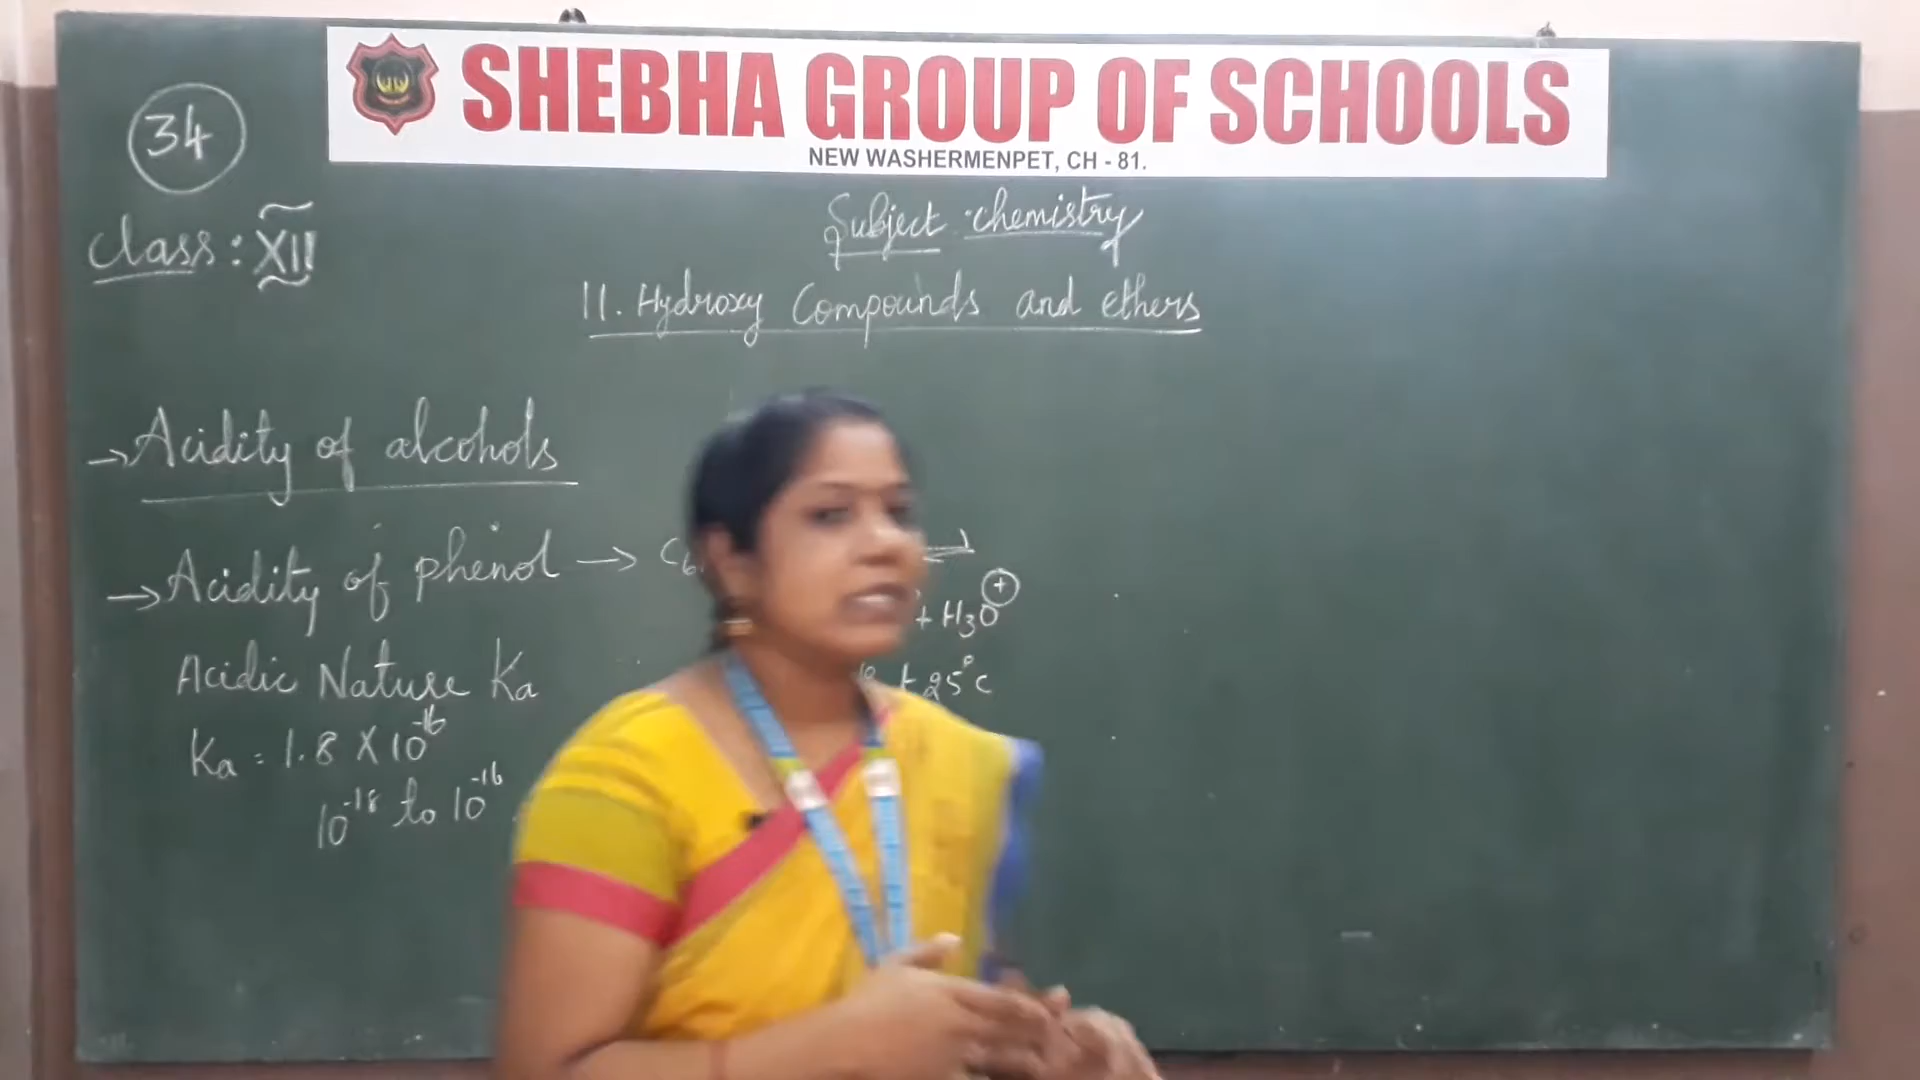 SHEBHA GROUP OF SCHOOLS
NEW WASHERMENPET, CH - 81.
34
Class : XII
Subject : chemistry
11. Hydroxy Compounds and ethers
→ Acidity of alcohols
→ Acidity of phenol → C6 ⇌
+ H3O⊕
Acidic Nature Ka
25°C
Ka = 1.8 X 10^-16
10^-18 to 10^-16